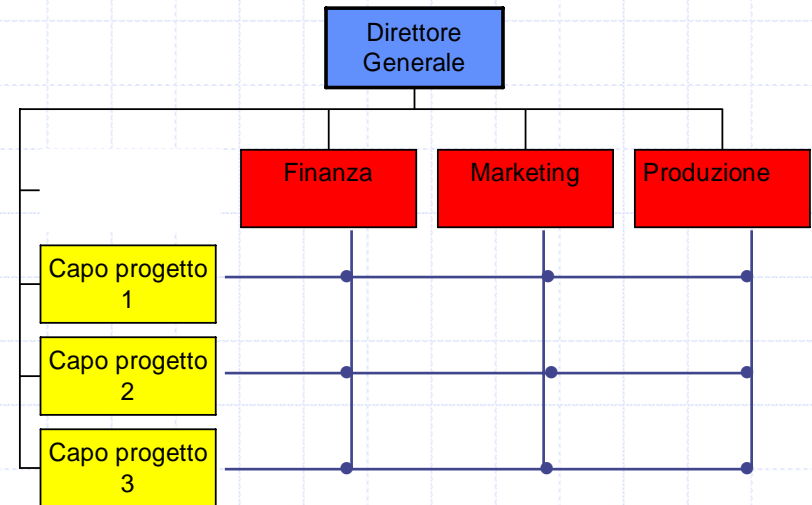 Direttore
Generale
Finanza
Marketing
Produzione
Capo progetto
1
Capo progetto
2
Capo progetto
3